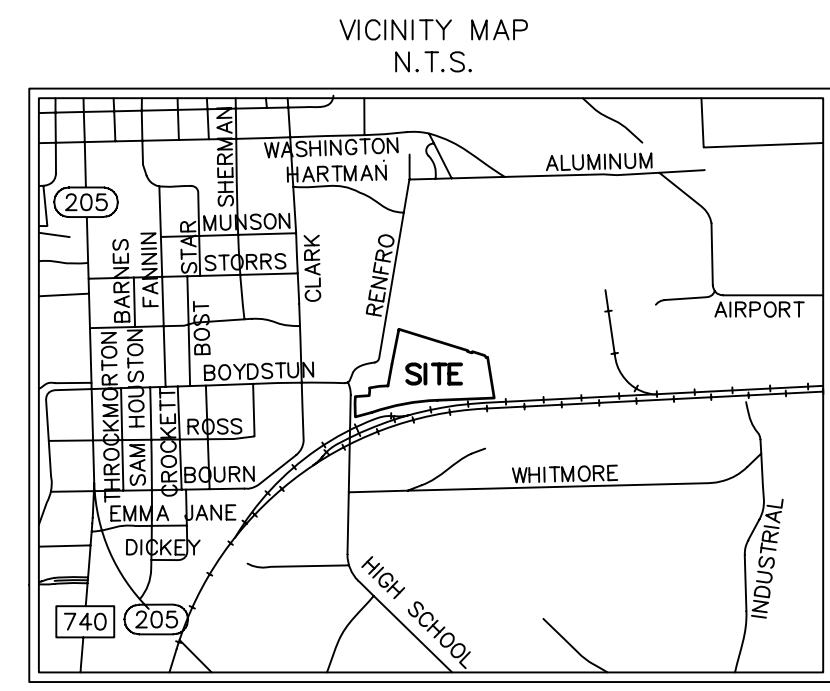 VICINITY MAP
N.T.S.
SHERMAN
WASHINGTON
HARTMAN
ALUMINUM
205
MUNSON
STAR
STORRS
BARNES
FANNIN
CLARK
RENFRO
AIRPORT
BOST
BOYDSTUN
SITE
THROCKMORTON
SAM HOUSTON
CROCKETT
ROSS
BOURN
WHITMORE
EMMA JANE
DICKEY
INDUSTRIAL
HIGH SCHOOL
740
205